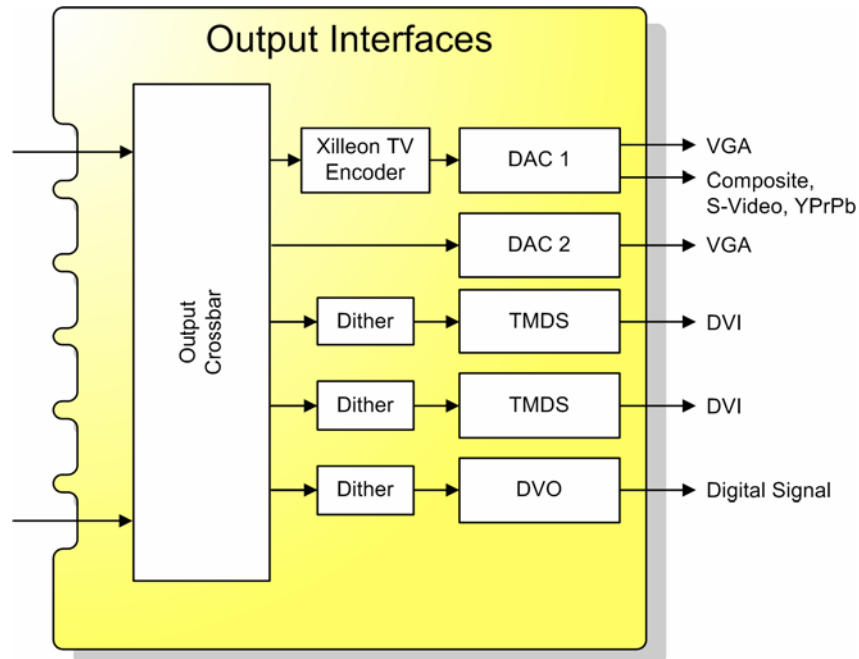 Output Interfaces
Output
Crossbar
Xilleon TV
Encoder
DAC 1
VGA
Composite,
S-Video, YPrPb
DAC 2
VGA
Dither
TMDS
DVI
Dither
TMDS
DVI
Dither
DVO
Digital Signal